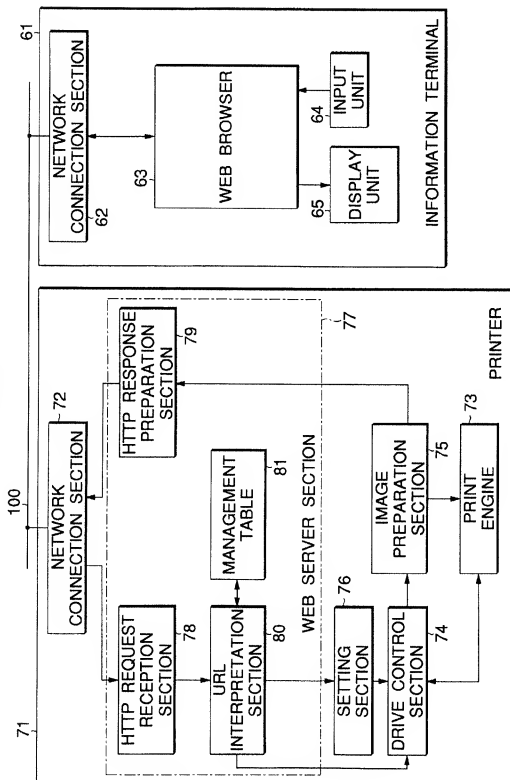 71
100
72
NETWORK
CONNECTION SECTION
HTTP REQUEST
RECEPTION
SECTION
78
HTTP RESPONSE
PREPARATION
SECTION
79
URL
INTERPRETATION
SECTION
80
MANAGEMENT
TABLE
81
WEB SERVER SECTION
77
SETTING
SECTION
76
DRIVE CONTROL
SECTION
74
IMAGE
PREPARATION
SECTION
75
PRINT
ENGINE
73
PRINTER
61
NETWORK
CONNECTION SECTION
62
WEB BROWSER
63
INPUT
UNIT
64
DISPLAY
UNIT
65
INFORMATION TERMINAL